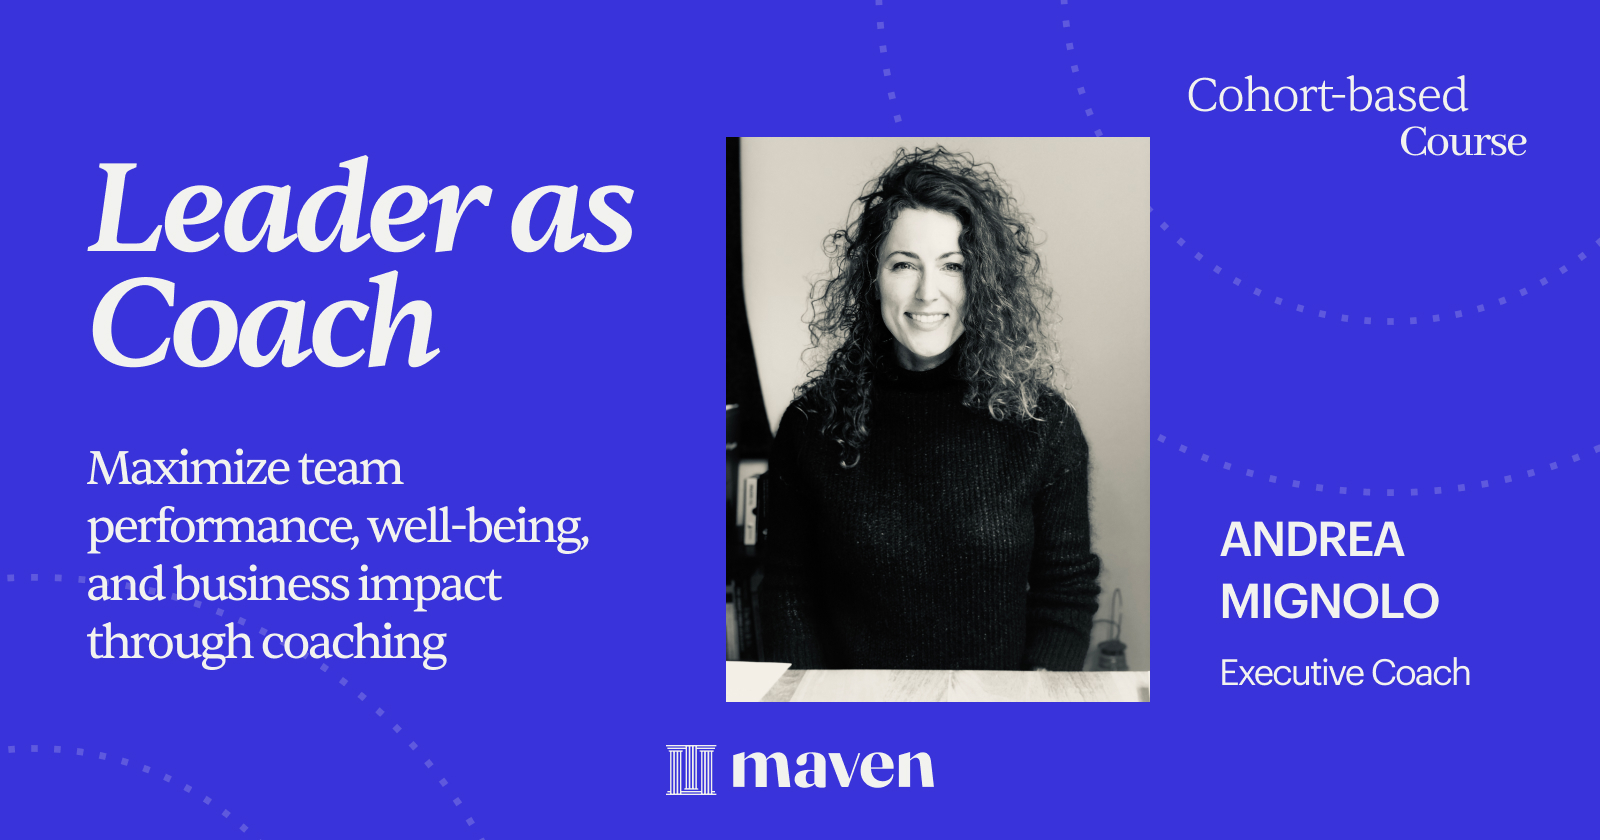 Cohort-based
Course
Leader as
Coach
Maximize team
performance, well-being,
and business impact
through coaching
ANDREA
MIGNOLO
Executive Coach
maven